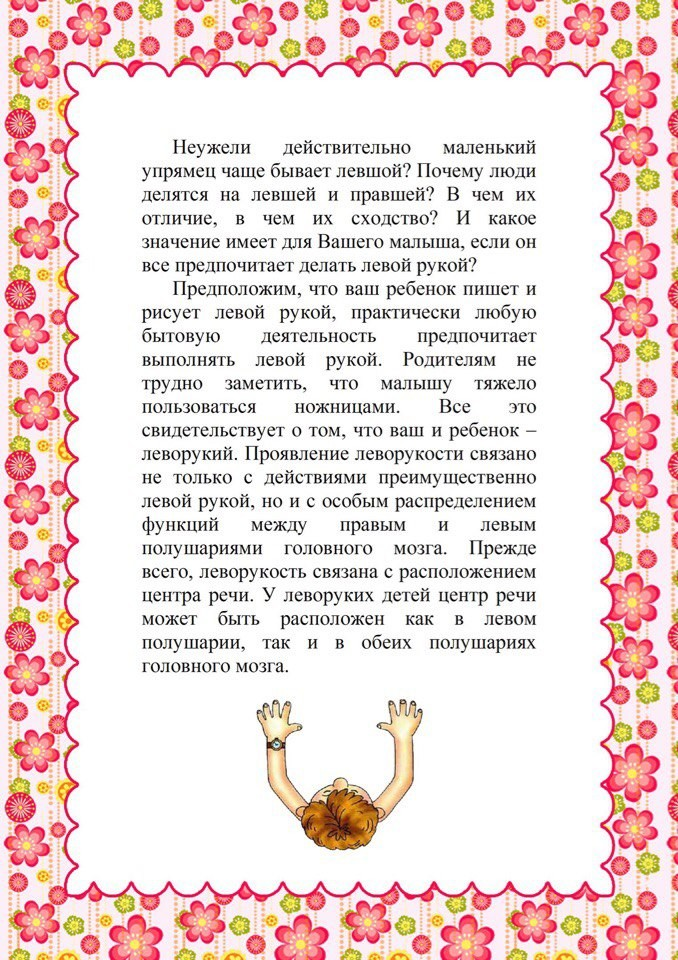 Неужели действительно маленький
упрямец чаще бывает левшой? Почему люди
делятся на левшей и правшей? В чем их
отличие, в чем их сходство? И какое
значение имеет для Вашего малыша, если он
все предпочитает делать левой рукой?
Предположим, что ваш ребенок пишет и
рисует левой рукой, практически любую
бытовую деятельность предпочитает
выполнять левой рукой. Родителям не
трудно заметить, что малышу тяжело
пользоваться ножницами. Все это
свидетельствует о том, что ваш и ребенок –
леворукий. Проявление леворукости связано
не только с действиями преимущественно
левой рукой, но и с особым распределением
функций между правым и левым
полушариями головного мозга. Прежде
всего, леворукость связана с расположением
центра речи. У леворуких детей центр речи
может быть расположен как в левом
полушарии, так и в обеих полушариях
головного мозга.